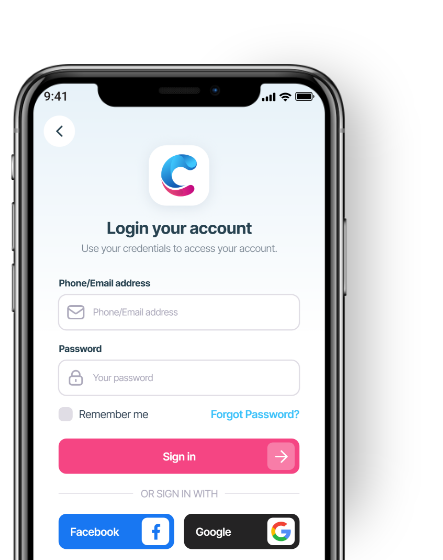 9:41
Login your account
Use your credentials to access your account.
Phone/Email address
Phone/Email address
Password
Your password
Remember me Forgot Password?
Sign in
OR SIGN IN WITH
Facebook Google